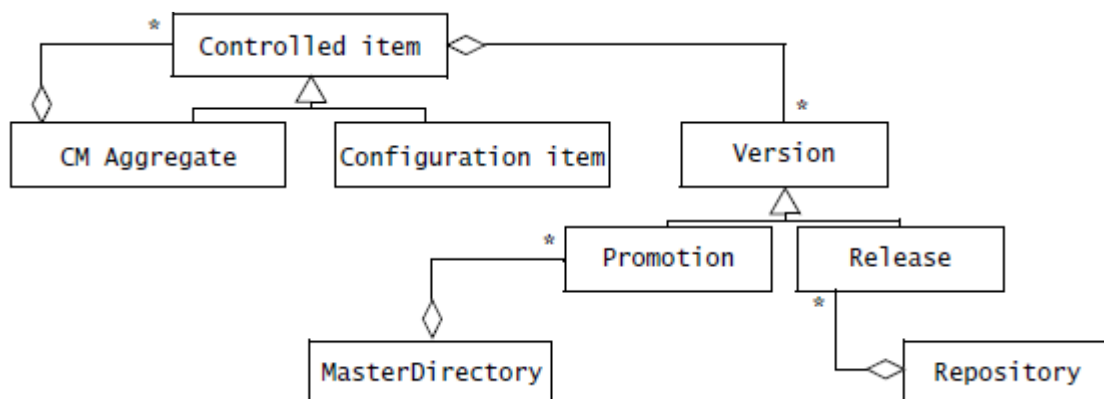 *
Controlled item
*
CM Aggregate
Configuration item
Version
*
Promotion
Release
*
MasterDirectory
Repository